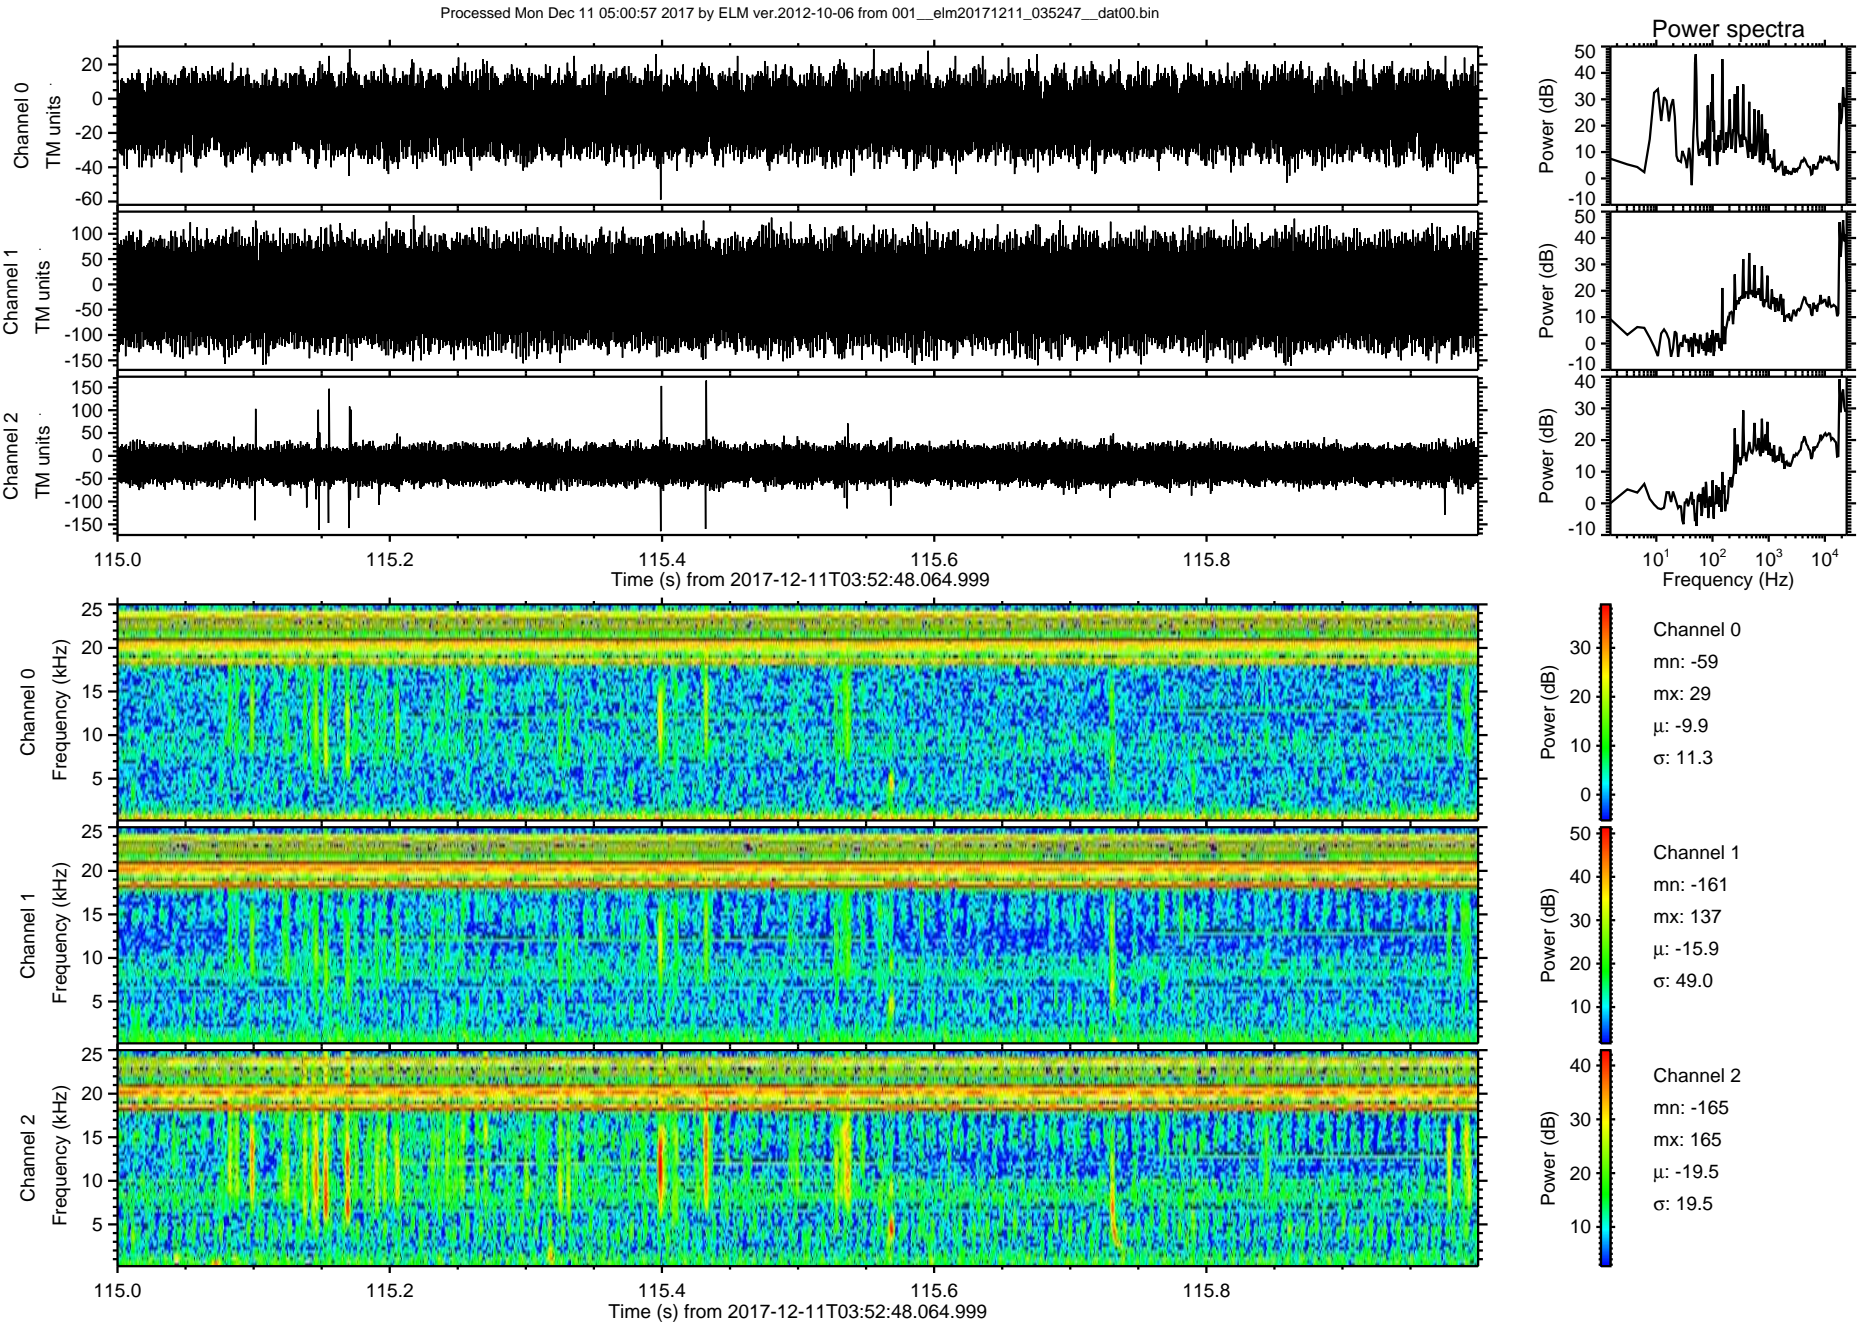 Processed Mon Dec 11 05:00:57 2017 by ELM ver.2012-10-06 from 001__elm20171211_035247__dat00.bin
Power spectra
Channel 0
TM units
20
0
-20
-40
-60
Power (dB)
50
40
30
20
10
0
-10
Channel 1
TM units
100
50
0
-50
-100
-150
Power (dB)
50
40
30
20
10
0
-10
Channel 2
TM units
150
100
50
0
-50
-100
-150
Power (dB)
40
30
20
10
0
-10
115.0 115.2 115.4 115.6 115.8
Time (s) from 2017-12-11T03:52:48.064.999
10^1 10^2 10^3 10^4
Frequency (Hz)
Channel 0
Frequency (kHz)
25
20
15
10
5
Power (dB)
30
20
10
0
Channel 0
mn: -59
mx: 29
μ: -9.9
σ: 11.3
Channel 1
Frequency (kHz)
25
20
15
10
5
Power (dB)
50
40
30
20
10
Channel 1
mn: -161
mx: 137
μ: -15.9
σ: 49.0
Channel 2
Frequency (kHz)
25
20
15
10
5
Power (dB)
40
30
20
10
Channel 2
mn: -165
mx: 165
μ: -19.5
σ: 19.5
115.0 115.2 115.4 115.6 115.8
Time (s) from 2017-12-11T03:52:48.064.999